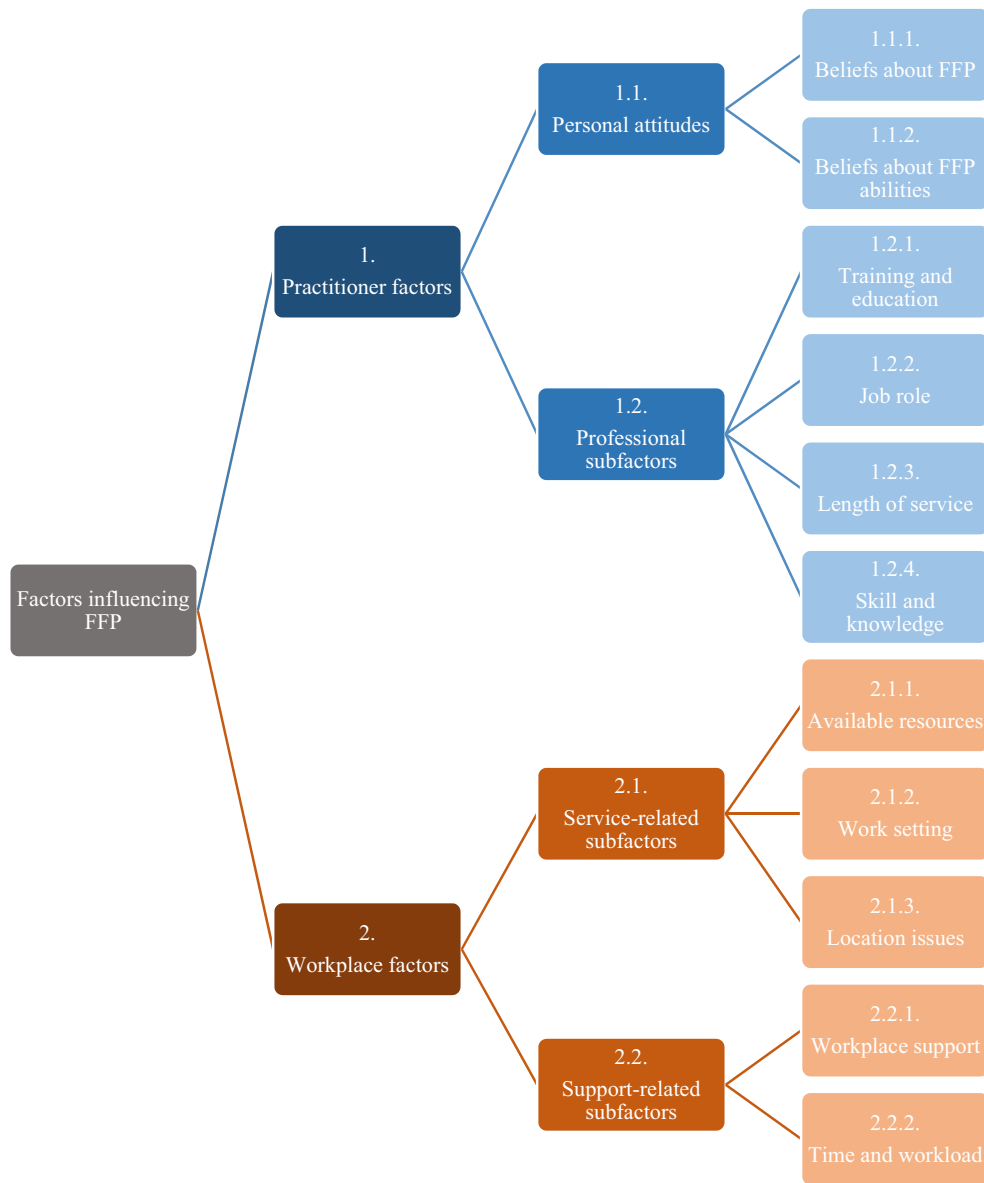 Factors influencing
FFP
1.
Practitioner factors
1.1.
Personal attitudes
1.1.1.
Beliefs about FFP
1.1.2.
Beliefs about FFP
abilities
1.2.
Professional
subfactors
1.2.1.
Training and
education
1.2.2.
Job role
1.2.3.
Length of service
1.2.4.
Skill and
knowledge
2.
Workplace factors
2.1.
Service-related
subfactors
2.1.1.
Available resources
2.1.2.
Work setting
2.1.3.
Location issues
2.2.
Support-related
subfactors
2.2.1.
Workplace support
2.2.2.
Time and workload